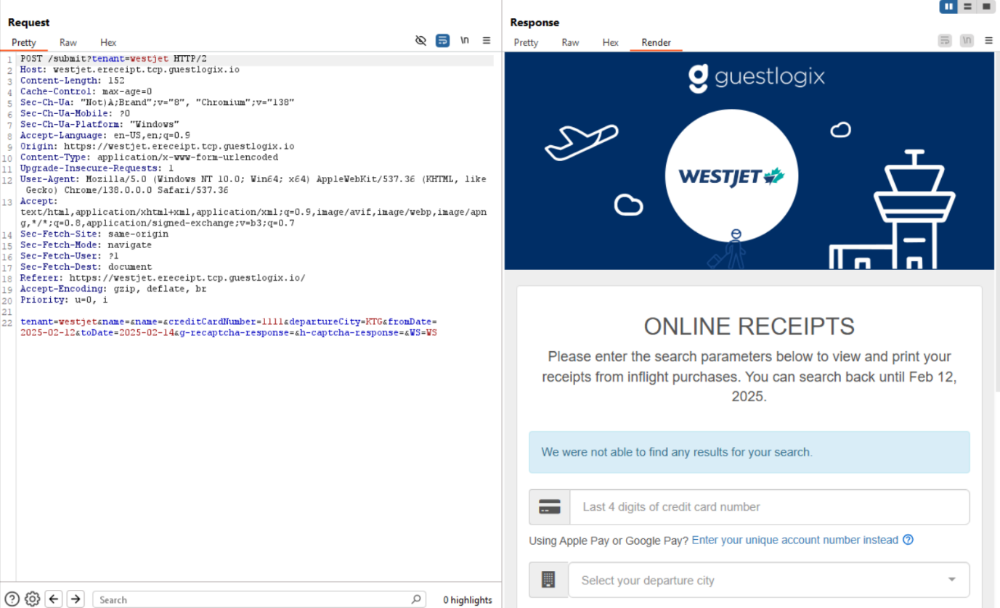 Request
Pretty Raw Hex
\n
1 POST /submit?tenant=westjet HTTP/2
2 Host: westjet.ereceipt.tcp.guestlogix.io
3 Content-Length: 152
4 Cache-Control: max-age=0
5 Sec-Ch-Ua: "Not)A;Brand";v="8", "Chromium";v="138"
6 Sec-Ch-Ua-Mobile: ?0
7 Sec-Ch-Ua-Platform: "Windows"
8 Accept-Language: en-US,en;q=0.9
9 Origin: https://westjet.ereceipt.tcp.guestlogix.io
10 Content-Type: application/x-www-form-urlencoded
11 Upgrade-Insecure-Requests: 1
12 User-Agent: Mozilla/5.0 (Windows NT 10.0; Win64; x64) AppleWebKit/537.36 (KHTML, like
Gecko) Chrome/138.0.0.0 Safari/537.36
13 Accept:
text/html,application/xhtml+xml,application/xml;q=0.9,image/avif,image/webp,image/apn
g,*/*;q=0.8,application/signed-exchange;v=b3;q=0.7
14 Sec-Fetch-Site: same-origin
15 Sec-Fetch-Mode: navigate
16 Sec-Fetch-User: ?1
17 Sec-Fetch-Dest: document
18 Referer: https://westjet.ereceipt.tcp.guestlogix.io/
19 Accept-Encoding: gzip, deflate, br
20 Priority: u=0, i
21
22 tenant=westjet&name=&name=&creditCardNumber=1111&departureCity=KTG&fromDate=
2025-02-12&toDate=2025-02-14&g-recaptcha-response=&h-captcha-response=&WS=WS
Search
0 highlights
Response
Pretty Raw Hex Render
\n
guestlogix
WESTJET
ONLINE RECEIPTS
Please enter the search parameters below to view and print your
receipts from inflight purchases. You can search back until Feb 12,
2025.
We were not able to find any results for your search.
Last 4 digits of credit card number
Using Apple Pay or Google Pay? Enter your unique account number instead
Select your departure city